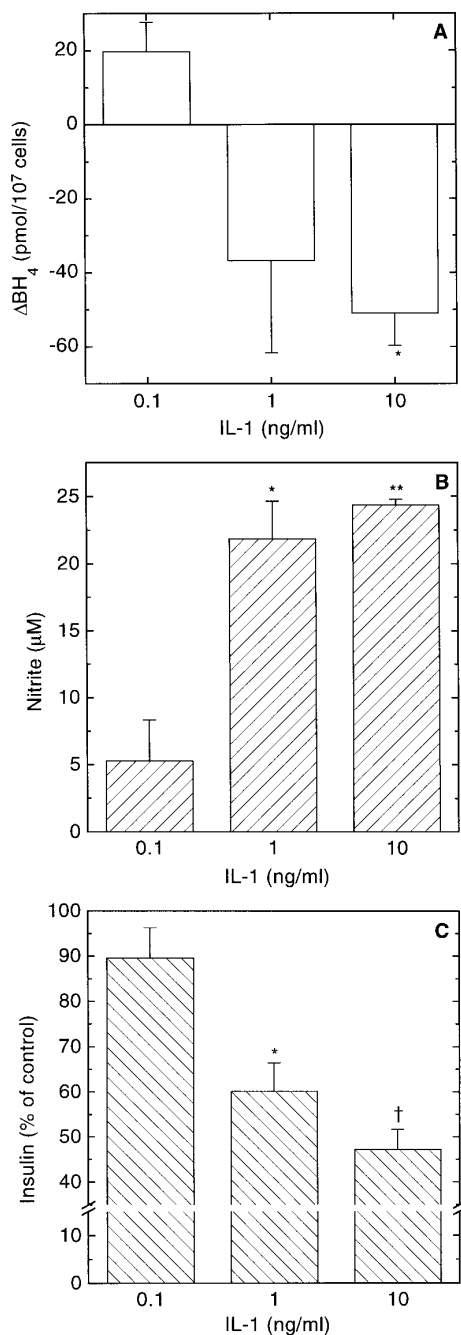 A
20
0
-20
-40
-60
ΔBH₄ (pmol/10⁷ cells)
*
0.1 1 10
IL-1 (ng/ml)
B
25
20
15
10
5
0
Nitrite (μM)
* **
0.1 1 10
IL-1 (ng/ml)
C
100
90
80
70
60
50
40
10
0
Insulin (% of control)
* †
0.1 1 10
IL-1 (ng/ml)